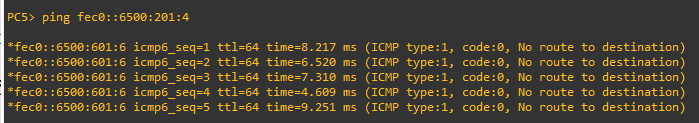 PC5> ping fec0::6500:201:4
*fec0::6500:601:6 icmp6_seq=1 ttl=64 time=8.217 ms (ICMP type:1, code:0, No route to destination)
*fec0::6500:601:6 icmp6_seq=2 ttl=64 time=6.520 ms (ICMP type:1, code:0, No route to destination)
*fec0::6500:601:6 icmp6_seq=3 ttl=64 time=7.310 ms (ICMP type:1, code:0, No route to destination)
*fec0::6500:601:6 icmp6_seq=4 ttl=64 time=4.609 ms (ICMP type:1, code:0, No route to destination)
*fec0::6500:601:6 icmp6_seq=5 ttl=64 time=9.251 ms (ICMP type:1, code:0, No route to destination)